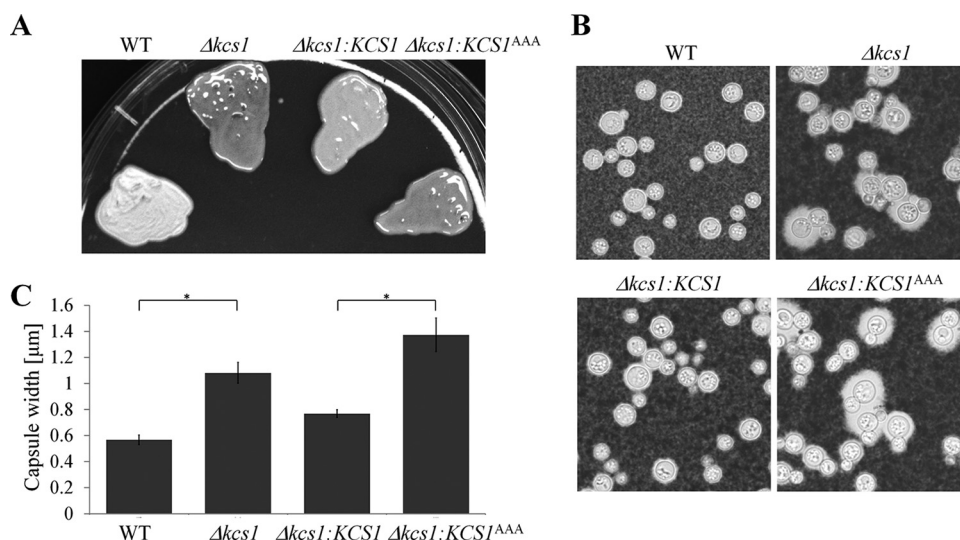 A
WT Δkcs1 Δkcs1:KCS1 Δkcs1:KCS1AAA
B
WT Δkcs1
Δkcs1:KCS1 Δkcs1:KCS1AAA
C
Capsule width [µm]
1.6
1.4
1.2
1
0.8
0.6
0.4
0.2
0
* *
WT Δkcs1 Δkcs1:KCS1 Δkcs1:KCS1AAA